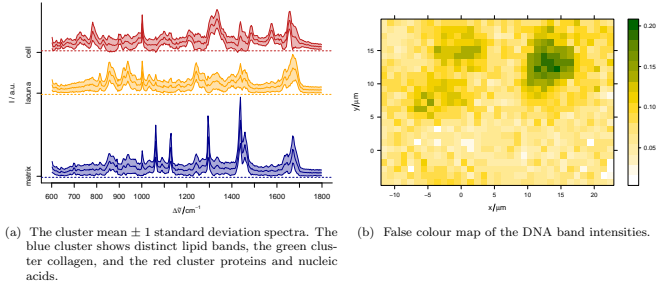 cell
lacuna
matrix
I / a.u.
600 700 800 900 1000 1200 1400 1600 1800
Δν̃/cm⁻¹
y/µm
15
10
5
0
-10 -5 0 5 10 15 20
x/µm
0.20
0.15
0.10
0.05
(a) The cluster mean ± 1 standard deviation spectra. The
blue cluster shows distinct lipid bands, the green clus-
ter collagen, and the red cluster proteins and nucleic
acids.
(b) False colour map of the DNA band intensities.